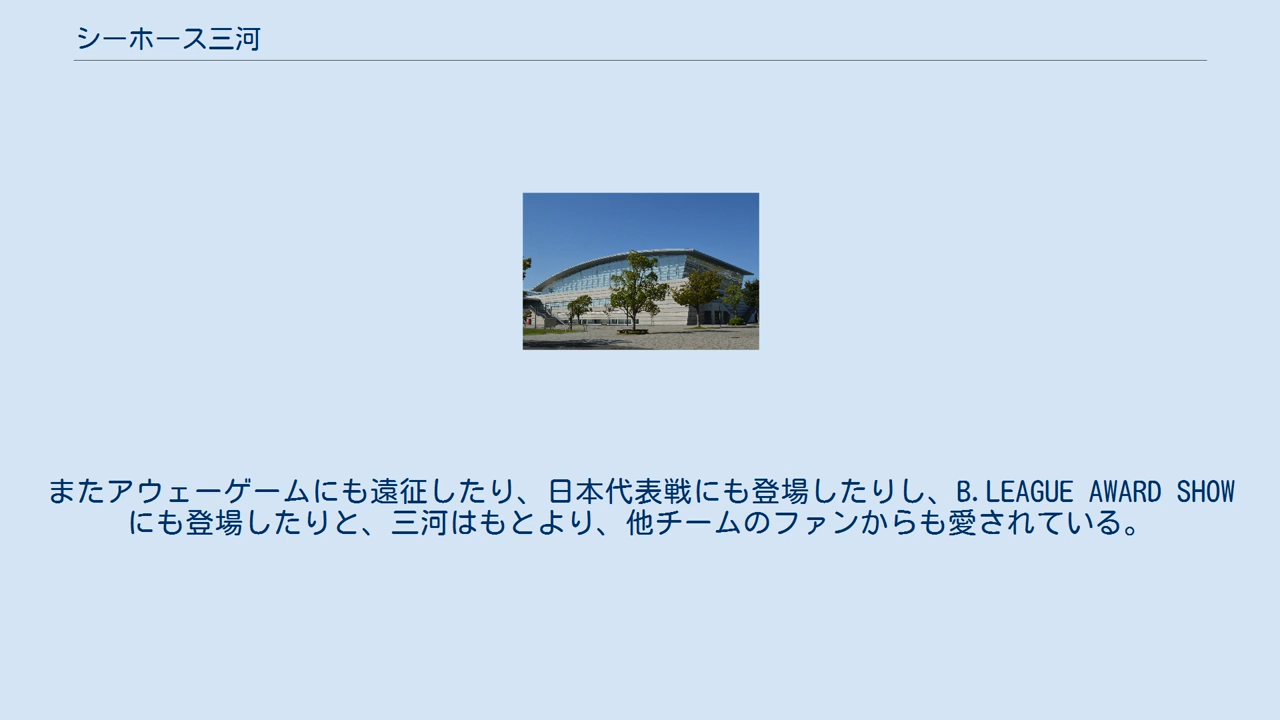 シーホース三河
またアウェーゲームにも遠征したり、日本代表戦にも登場したりし、B.LEAGUE AWARD SHOW
にも登場したりと、三河はもとより、他チームのファンからも愛されている。